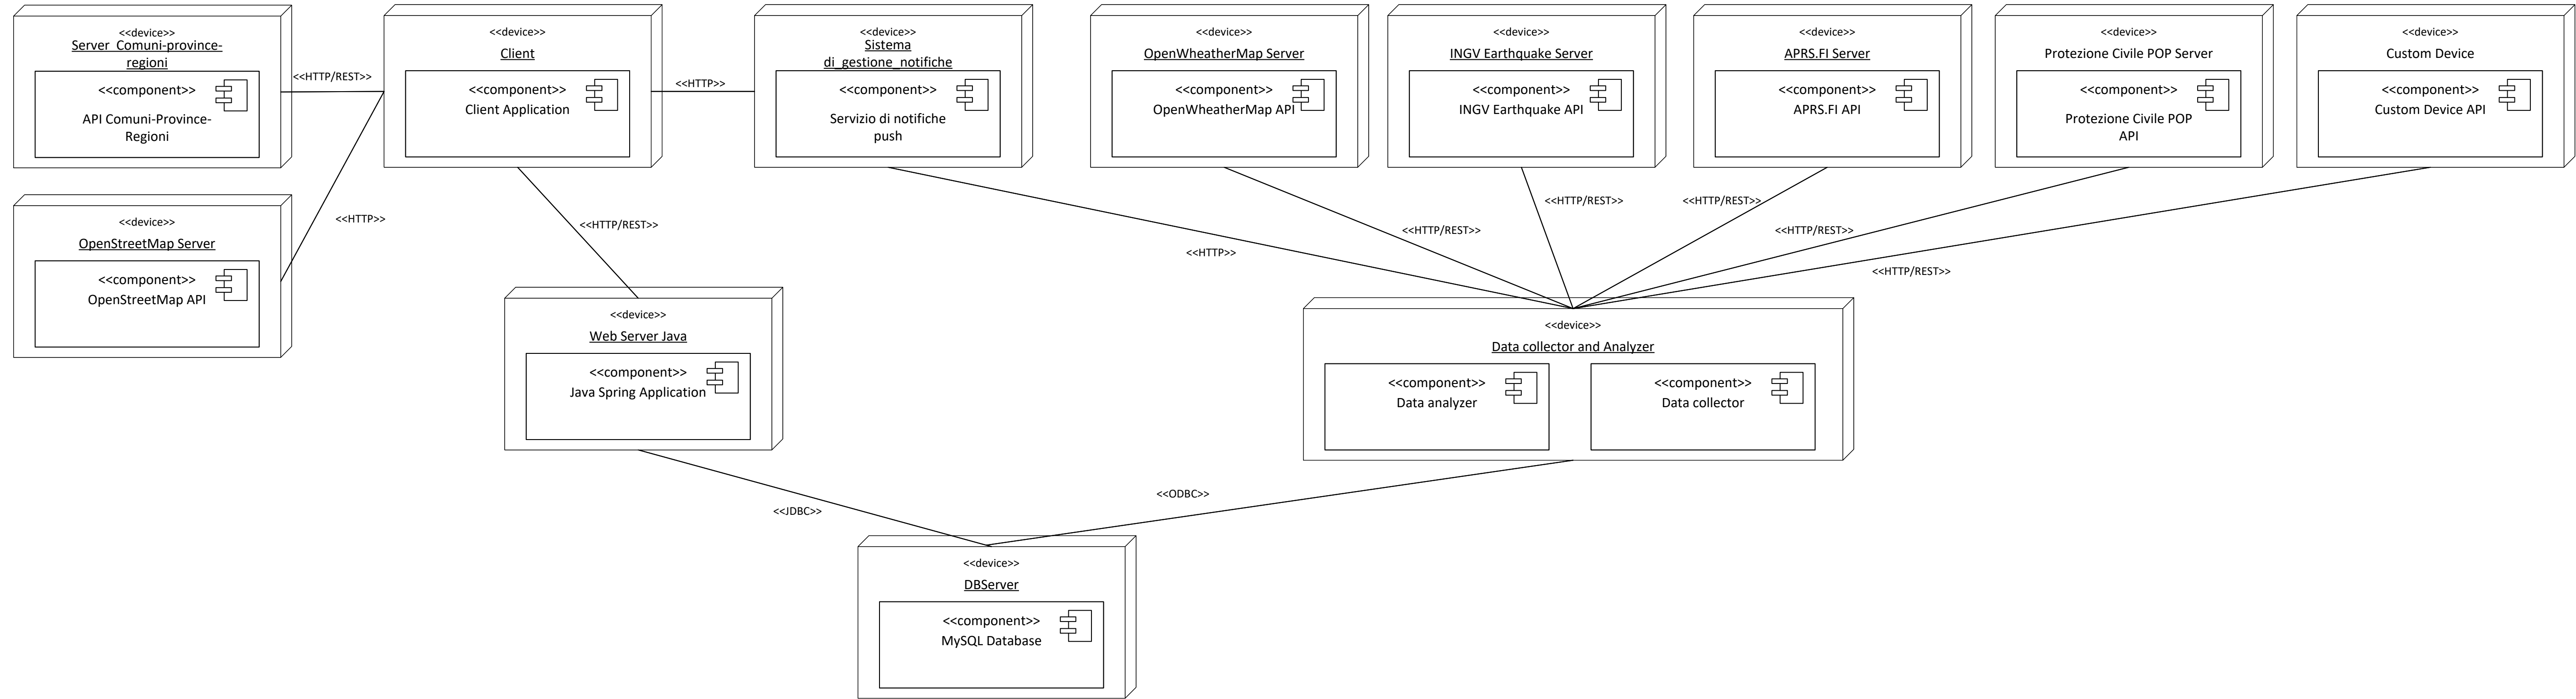 <<device>>
Server_Comuni-province-
regioni
<<component>>
API Comuni-Province-
Regioni
<<HTTP/REST>>
<<device>>
Client
<<component>>
Client Application
<<HTTP>>
<<device>>
Sistema
di_gestione_notifiche
<<component>>
Servizio di notifiche
push
<<device>>
OpenWheatherMap Server
<<component>>
OpenWheatherMap API
<<device>>
INGV Earthquake Server
<<component>>
INGV Earthquake API
<<device>>
APRS.FI Server
<<component>>
APRS.FI API
<<device>>
Protezione Civile POP Server
<<component>>
Protezione Civile POP
API
<<device>>
Custom Device
<<component>>
Custom Device API
<<device>>
OpenStreetMap Server
<<component>>
OpenStreetMap API
<<HTTP>>
<<HTTP/REST>>
<<HTTP>>
<<HTTP/REST>>
<<HTTP/REST>>
<<HTTP/REST>>
<<HTTP/REST>>
<<HTTP/REST>>
<<device>>
Web Server Java
<<component>>
Java Spring Application
<<device>>
Data collector and Analyzer
<<component>>
Data analyzer
<<component>>
Data collector
<<JDBC>>
<<ODBC>>
<<device>>
DBServer
<<component>>
MySQL Database